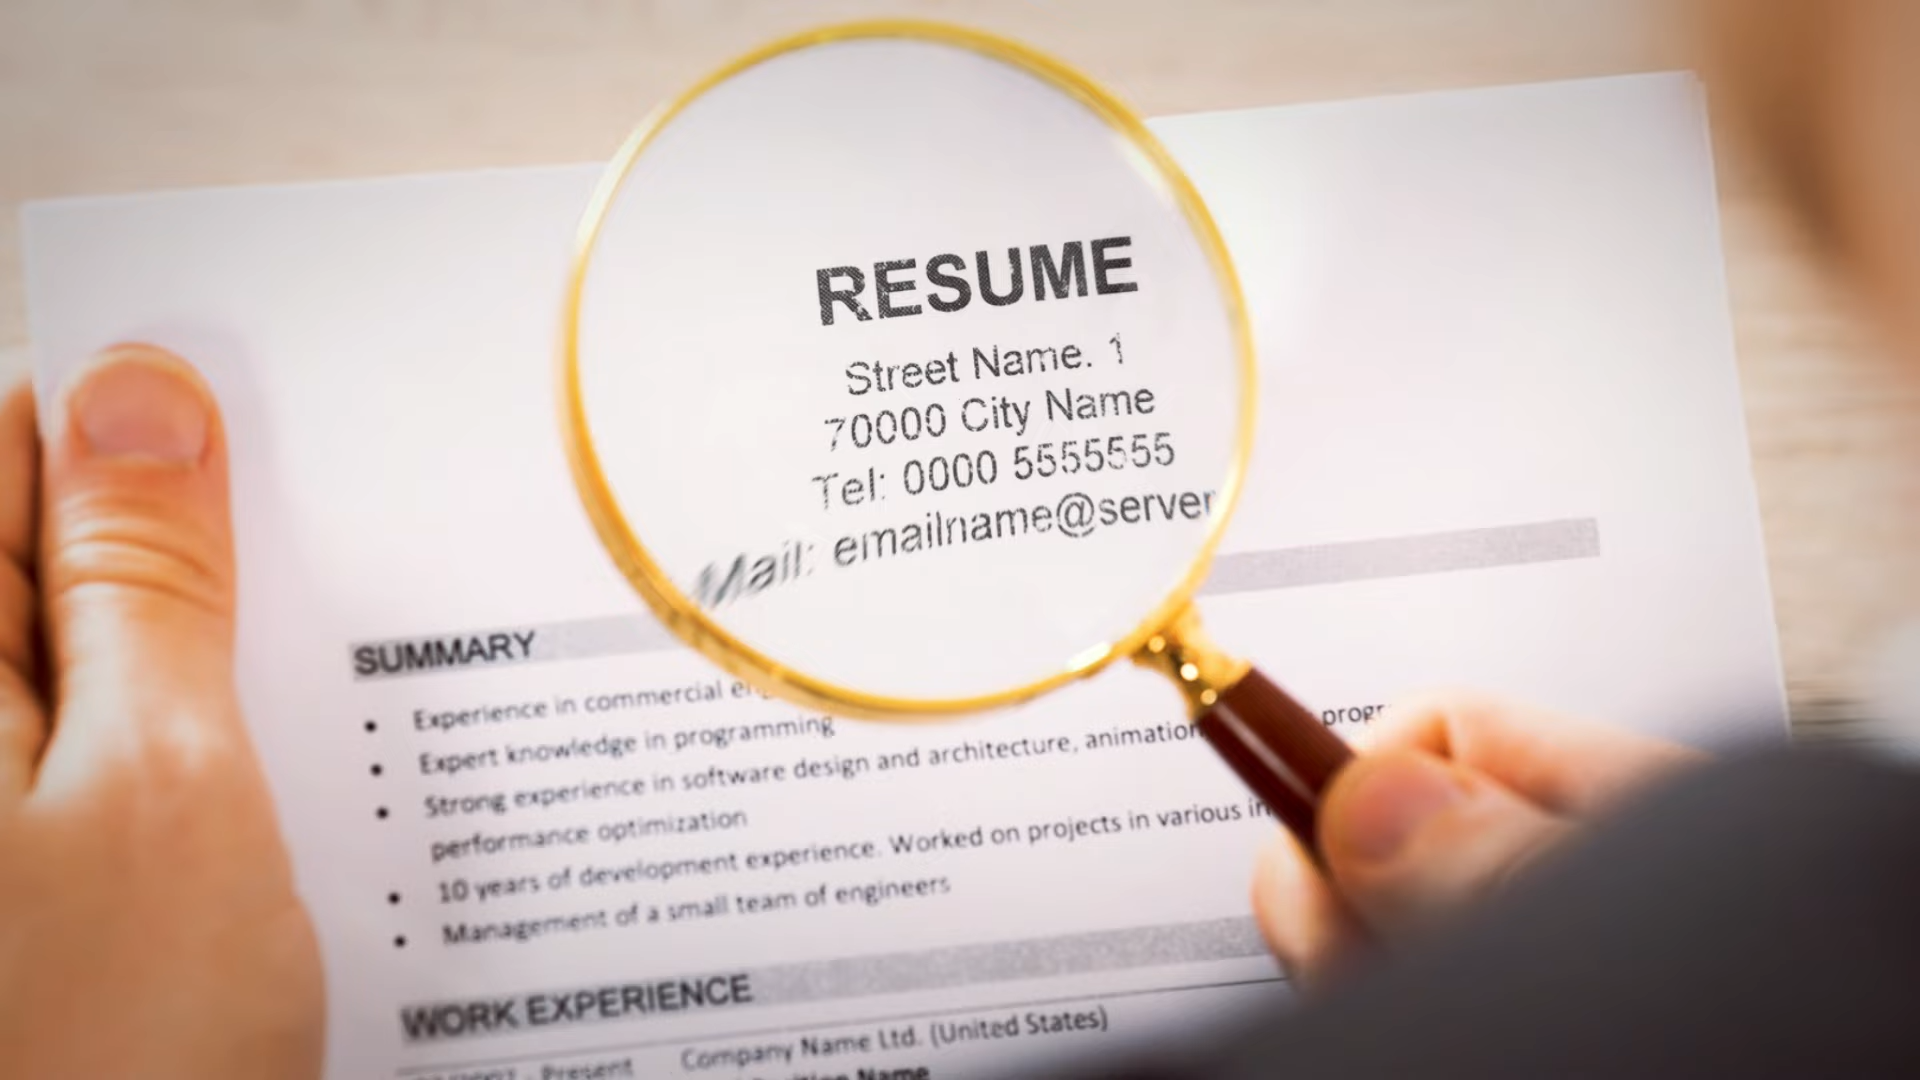 RESUME
Street Name. 1
70000 City Name
Tel: 0000 5555555
Mail: emailname@server
SUMMARY
• Experience in commercial
• Expert knowledge in programming
• Strong experience in software design and architecture, animation
performance optimization
• 10 years of development experience. Worked on projects in various
• Management of a small team of engineers
WORK EXPERIENCE
- Present Company Name Ltd. (United States)
Name